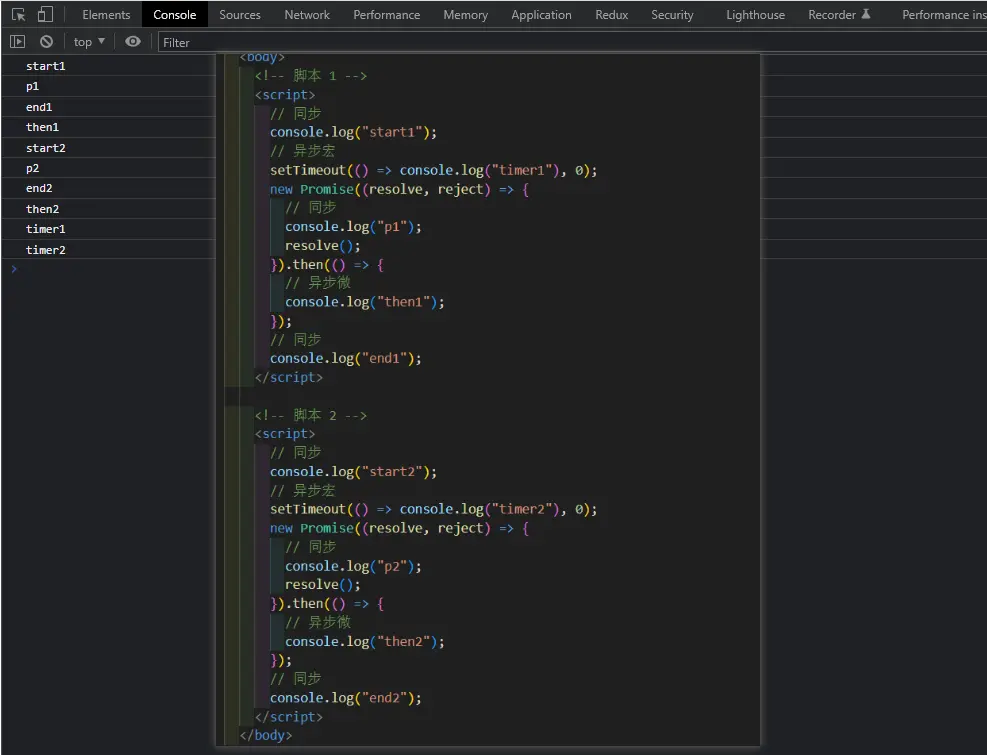 Elements Console Sources Network Performance Memory Application Redux Security Lighthouse Recorder Performance ins
top Filter
start1
p1
end1
then1
start2
p2
end2
then2
timer1
timer2
<body>
<!-- 脚本 1 -->
<script>
// 同步
console.log("start1");
// 异步宏
setTimeout(() => console.log("timer1"), 0);
new Promise((resolve, reject) => {
// 同步
console.log("p1");
resolve();
}).then(() => {
// 异步微
console.log("then1");
});
// 同步
console.log("end1");
</script>
<!-- 脚本 2 -->
<script>
// 同步
console.log("start2");
// 异步宏
setTimeout(() => console.log("timer2"), 0);
new Promise((resolve, reject) => {
// 同步
console.log("p2");
resolve();
}).then(() => {
// 异步微
console.log("then2");
});
// 同步
console.log("end2");
</script>
</body>